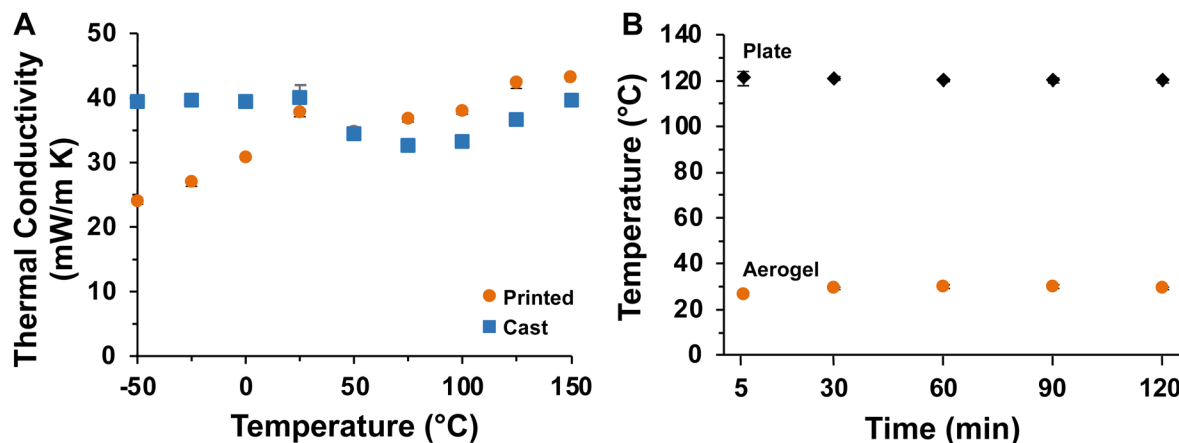 A
Thermal Conductivity
(mW/m K)
50
40
30
20
10
0
-50
0
50
100
150
Temperature (°C)
Printed
Cast
B
Temperature (°C)
140
120
100
80
60
40
20
0
Plate
Aerogel
5
30
60
90
120
Time (min)